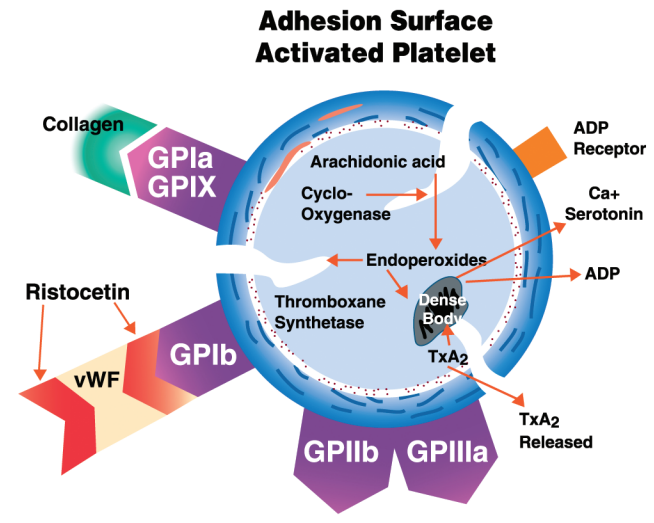 Adhesion Surface
Activated Platelet
Collagen
GPIa
GPIX
ADP
Receptor
Arachidonic acid
Cyclo-
Oxygenase
Ca+
Serotonin
Endoperoxides
ADP
Ristocetin
Thromboxane
Synthetase
Dense
Body
GPIb
vWF
TxA2
TxA2
Released
GPIIb
GPIIIa